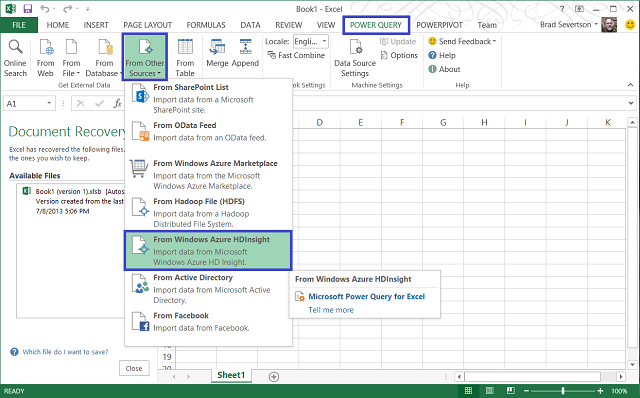 Book1 - Excel
FILE HOME INSERT PAGE LAYOUT FORMULAS DATA REVIEW VIEW POWER QUERY POWERPIVOT Team Brad Severtson
Online Search
From Web
From File
From Database
From Other Sources
From Table
Merge
Append
Locale: Engli...
Fast Combine
Data Source Settings
Update
Options
Send Feedback
Help
About
Get External Data
ok Settings
Machine Settings
Help
A1
Document Recovery
Excel has recovered the following files.
the ones you wish to keep.
Available Files
Book1 (version 1).xlsb [Autos
Version created from the last
7/8/2013 5:06 PM
Which file do I want to save?
Close
From SharePoint List
Import data from a Microsoft
SharePoint site.
From OData Feed
Import data from an OData feed.
From Windows Azure Marketplace
Import data from the Microsoft
Windows Azure Marketplace.
From Hadoop File (HDFS)
Import data from a Hadoop
Distributed File System.
From Windows Azure HDInsight
Import data from Microsoft
Windows Azure HD Insight.
From Active Directory
Import data from Microsoft Active
Directory.
From Facebook
Import data from Facebook.
From Windows Azure HDInsight
Microsoft Power Query for Excel
Tell me more
D E F G H I J K
20
Sheet1
READY
100%